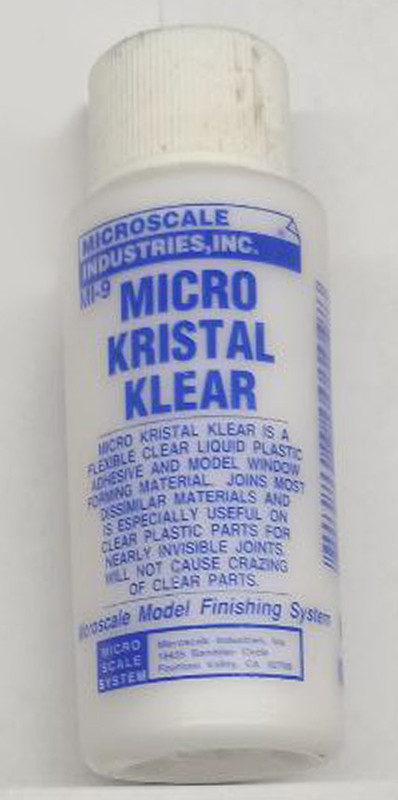 MICROSCALE
INDUSTRIES, INC.
MI-9
MICRO
KRISTAL
KLEAR
MICRO KRISTAL KLEAR IS A
FLEXIBLE CLEAR LIQUID PLASTIC
ADHESIVE AND MODEL WINDOW
FORMING MATERIAL. JOINS MOST
DISSIMILAR MATERIALS AND
IS ESPECIALLY USEFUL ON
CLEAR PLASTIC PARTS FOR
NEARLY INVISIBLE JOINTS.
WILL NOT CAUSE CRAZING
OF CLEAR PARTS.
Microscale Model Finishing System
MICRO
SCALE
SYSTEM
Microscale Industries, Inc.
Circle
Fountain Valley, CA